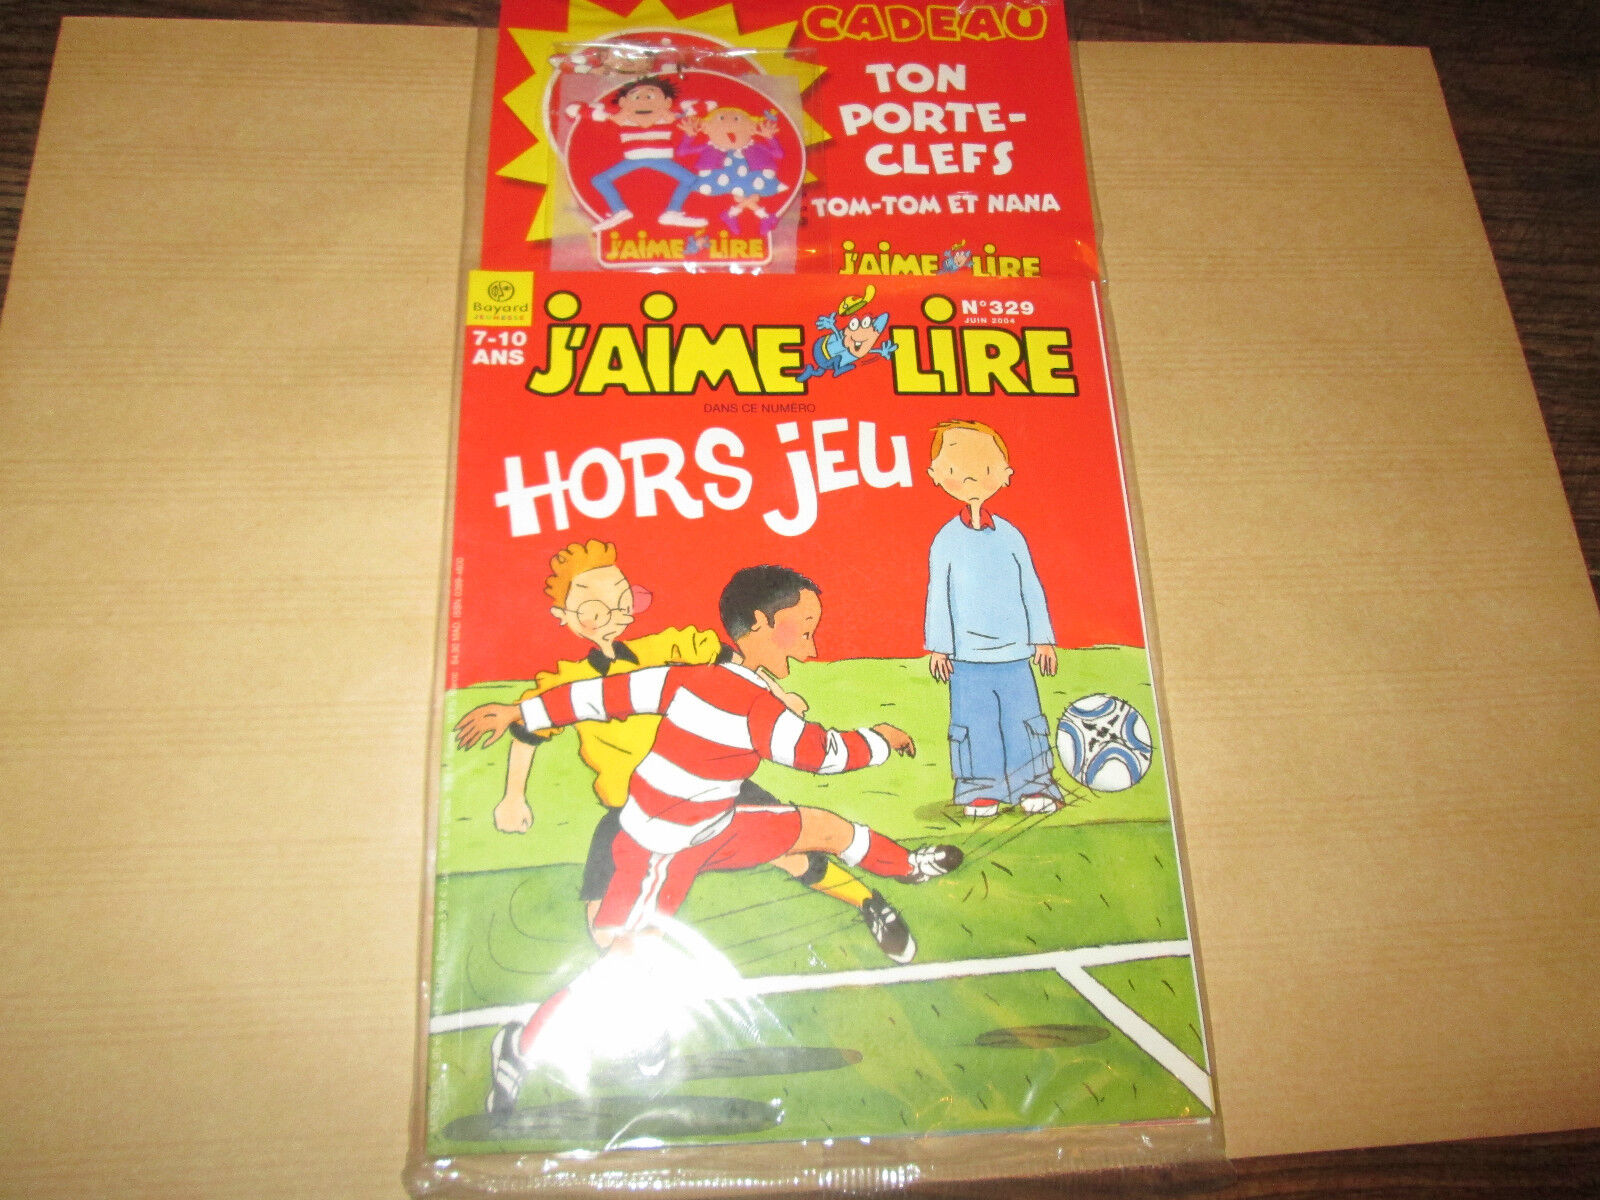 CADEAU
TON
PORTE-
CLEFS
TOM-TOM ET NANA
J'AIME LIRE
J'AIME LIRE
Bayard
JEUNESSE
7-10
ANS
J'AIME LIRE
N°329
JUIN 2004
DANS CE NUMÉRO
HORS JEU